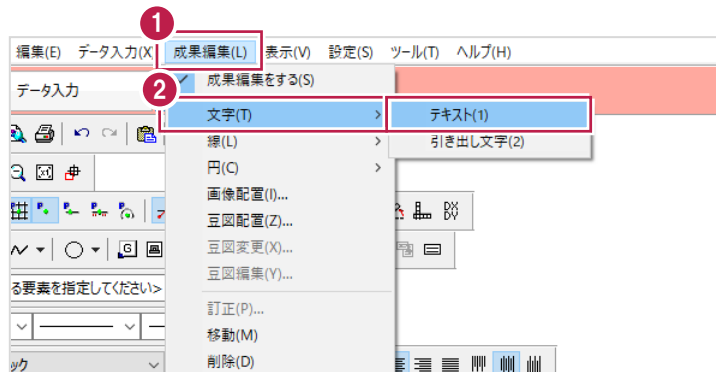 1
編集(E) データ入力(X) 成果編集(L) 表示(V) 設定(S) ツール(T) ヘルプ(H)
データ入力
✓ 成果編集をする(S)
2
文字(T) >
テキスト(1)
線(L) >
引き出し文字(2)
円(C) >
画像配置(I)...
豆図配置(Z)...
豆図変更(X)...
豆図編集(Y)...
る要素を指定してください>
訂正(P)...
移動(M)
削除(D)
ック